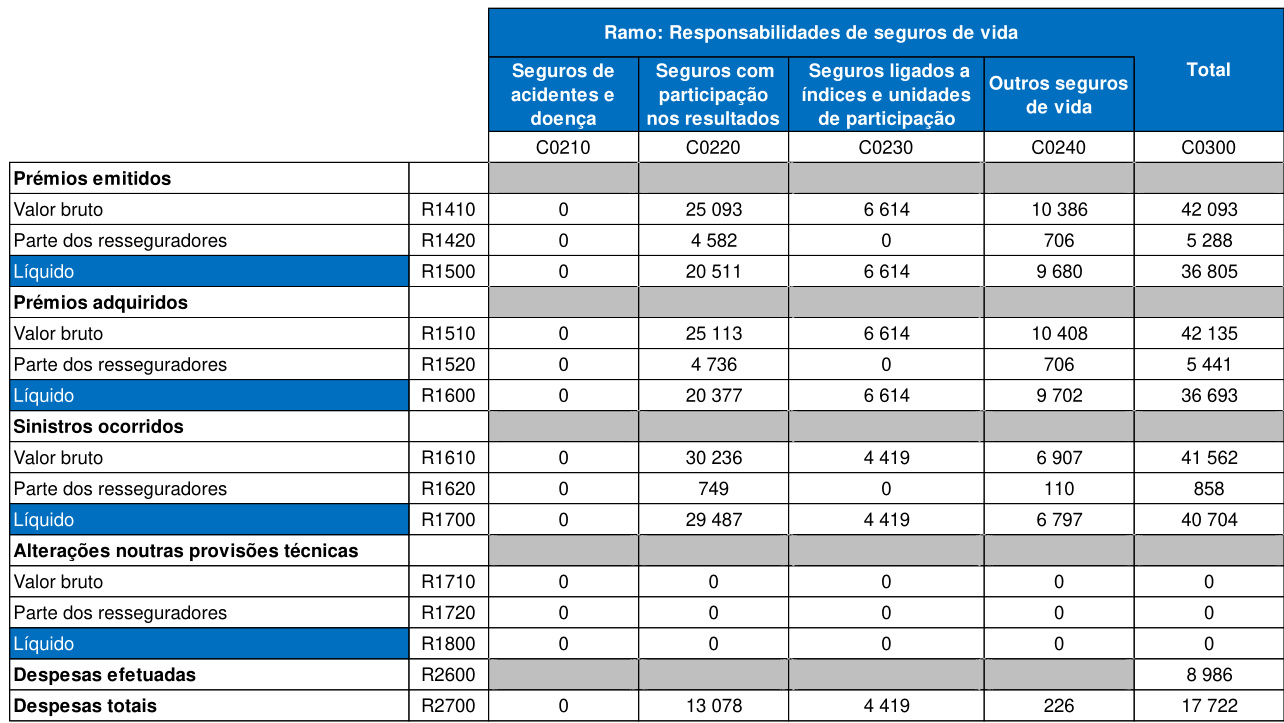 Ramo: Responsabilidades de seguros de vida
Total
Seguros de acidentes e doença
Seguros com participação nos resultados
Seguros ligados a índices e unidades de participação
Outros seguros de vida
C0210 C0220 C0230 C0240 C0300
Prémios emitidos
Valor bruto R1410 0 25 093 6 614 10 386 42 093
Parte dos resseguradores R1420 0 4 582 0 706 5 288
Líquido R1500 0 20 511 6 614 9 680 36 805
Prémios adquiridos
Valor bruto R1510 0 25 113 6 614 10 408 42 135
Parte dos resseguradores R1520 0 4 736 0 706 5 441
Líquido R1600 0 20 377 6 614 9 702 36 693
Sinistros ocorridos
Valor bruto R1610 0 30 236 4 419 6 907 41 562
Parte dos resseguradores R1620 0 749 0 110 858
Líquido R1700 0 29 487 4 419 6 797 40 704
Alterações noutras provisões técnicas
Valor bruto R1710 0 0 0 0 0
Parte dos resseguradores R1720 0 0 0 0 0
Líquido R1800 0 0 0 0 0
Despesas efetuadas R2600 8 986
Despesas totais R2700 0 13 078 4 419 226 17 722